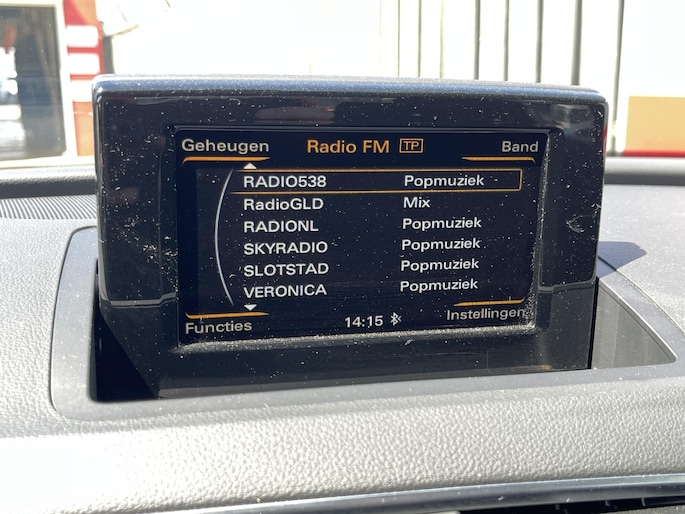 Geheugen Radio FM TP Band
RADIO538 Popmuziek
RadioGLD Mix
RADIONL Popmuziek
SKYRADIO Popmuziek
SLOTSTAD Popmuziek
VERONICA Popmuziek
Functies 14:15 Instellingen